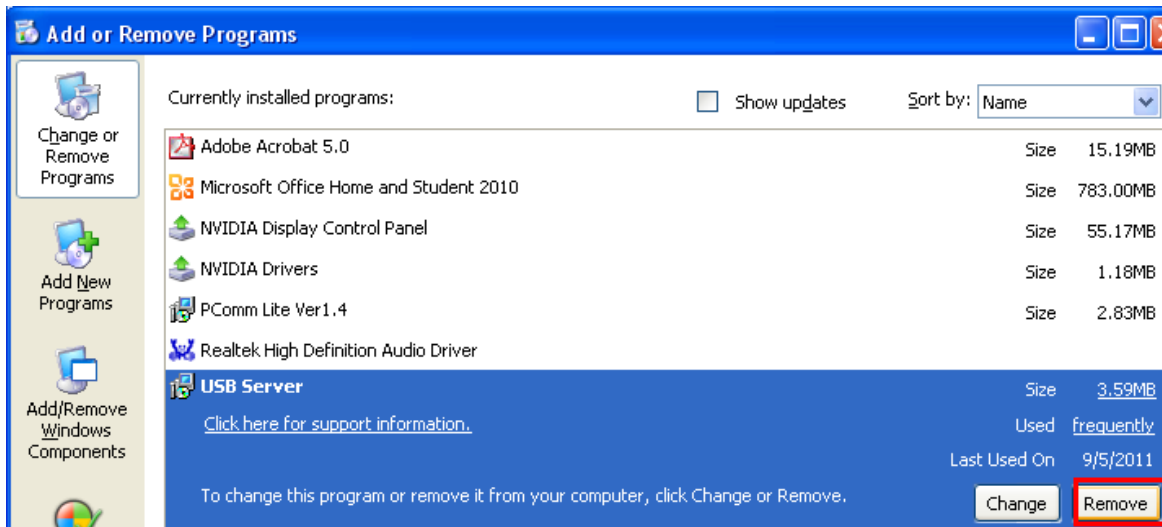 Add or Remove Programs
Change or
Remove
Programs
Add New
Programs
Add/Remove
Windows
Components
Currently installed programs:
Show updates
Sort by: Name
Adobe Acrobat 5.0 Size 15.19MB
Microsoft Office Home and Student 2010 Size 783.00MB
NVIDIA Display Control Panel Size 55.17MB
NVIDIA Drivers Size 1.18MB
PComm Lite Ver1.4 Size 2.83MB
Realtek High Definition Audio Driver
USB Server Size 3.59MB
Click here for support information. Used frequently
Last Used On 9/5/2011
To change this program or remove it from your computer, click Change or Remove. Change Remove